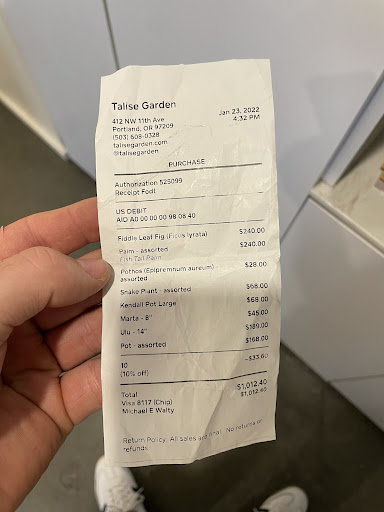 Talise Garden
412 NW 11th Ave
Portland, OR 97209
(503) 608-0328
talisegarden.com
@talisegarden
Jan 23, 2022
4:32 PM
PURCHASE
Authorization 525099
Receipt FodI
US DEBIT
AID A0 00 00 00 98 08 40
Fiddle Leaf Fig (Ficus lyrata) $240.00
Palm - assorted $240.00
Fish Tail Palm
Pothos (Epipremnum aureum) - $28.00
assorted
Snake Plant - assorted $68.00
Kendall Pot Large $68.00
Marta - 8" $45.00
Ulu - 14" $189.00
Pot - assorted $168.00
10 -$33.60
(10% off)
Total $1,012.40
Visa 8117 (Chip) $1,012.40
Michael E Walty
Return Policy: All sales are final. No returns or
refunds.